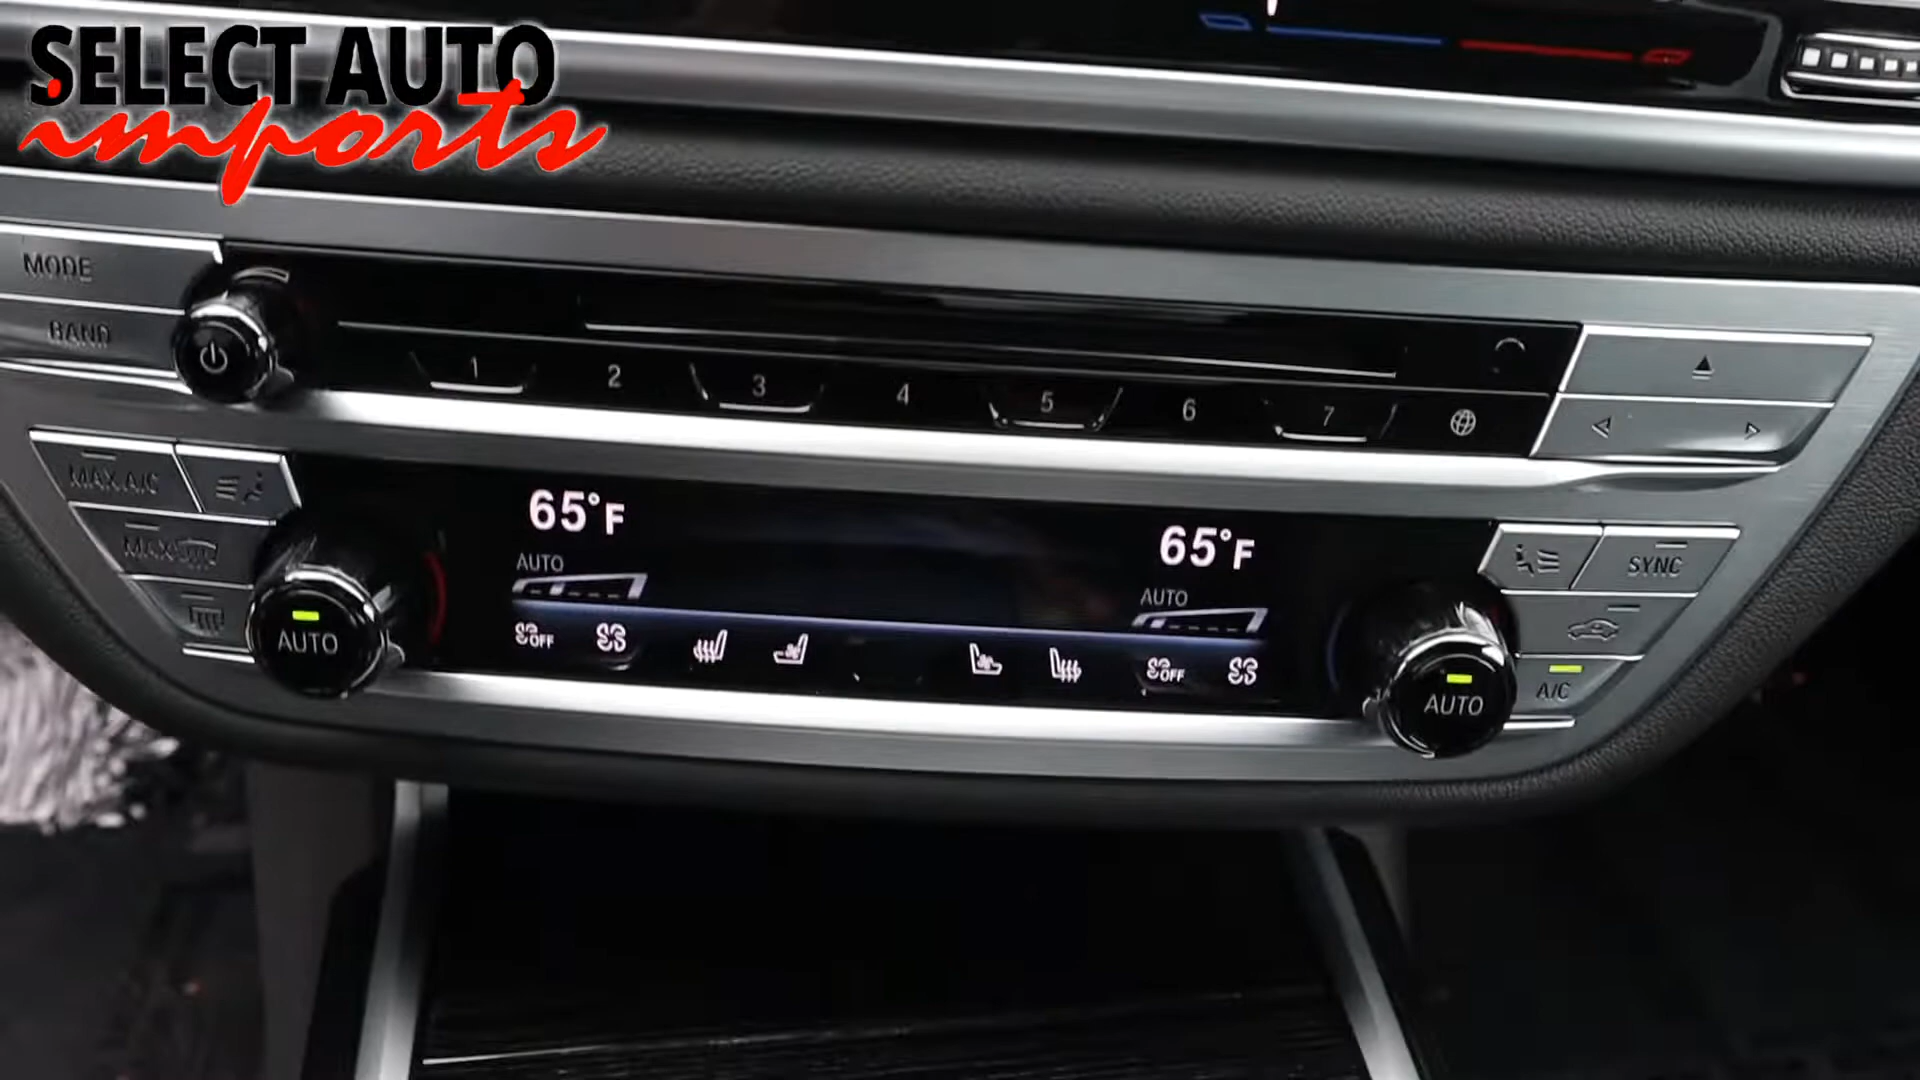 SELECT AUTO
imports
MODE
BAND
1 2 3 4 5 6 7
MAX A/C
MAX
65°F
65°F
AUTO
AUTO
SYNC
OFF
OFF
AUTO
AUTO
A/C